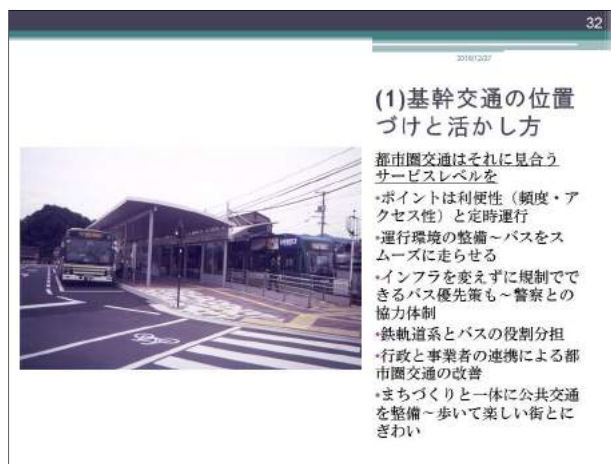 32
2016/12/27
(1)基幹交通の位置
づけと活かし方
都市圏交通はそれに見合う
サービスレベルを
•ポイントは利便性（頻度・ア
クセス性）と定時運行
•運行環境の整備～バスをス
ムーズに走らせる
•インフラを変えずに規制でで
きるバス優先策も～警察との
協力体制
•鉄軌道系とバスの役割分担
•行政と事業者の連携による都
市圏交通の改善
•まちづくりと一体に公共交通
を整備～歩いて楽しい街とに
ぎわい